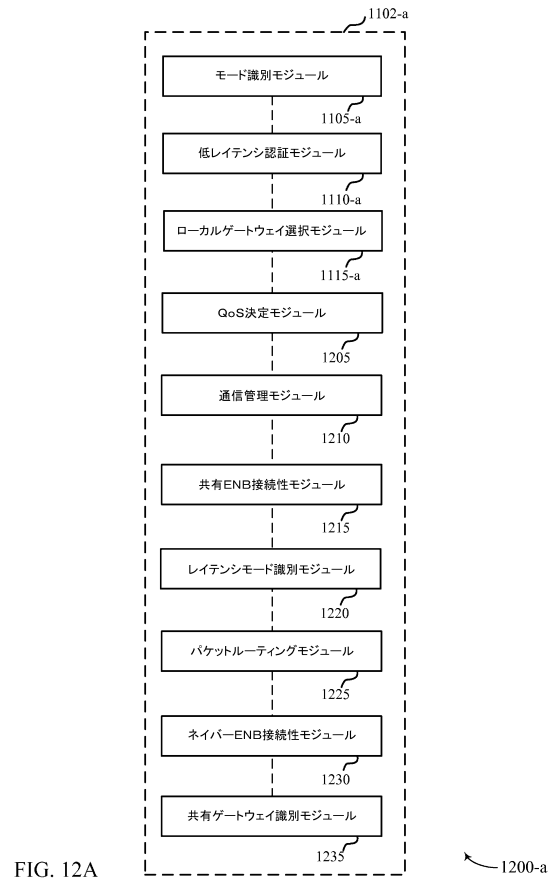 1102-a
モード識別モジュール
1105-a
低レイテンシ認証モジュール
1110-a
ローカルゲートウェイ選択モジュール
1115-a
QoS決定モジュール
1205
通信管理モジュール
1210
共有ENB接続性モジュール
1215
レイテンシモード識別モジュール
1220
パケットルーティングモジュール
1225
ネイバーENB接続性モジュール
1230
共有ゲートウェイ識別モジュール
1235
FIG. 12A
1200-a